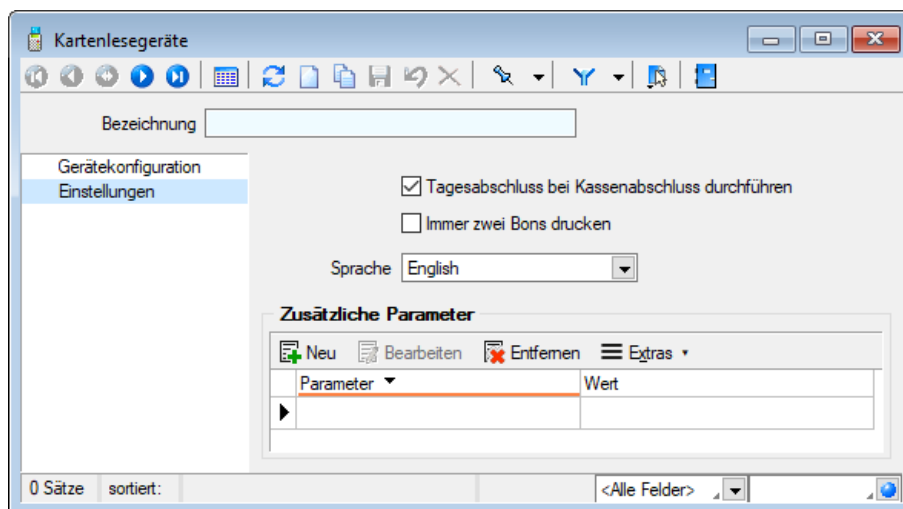 Kartenlesegeräte
Bezeichnung
Gerätekonfiguration
Einstellungen
Tagesabschluss bei Kassenabschluss durchführen
Immer zwei Bons drucken
Sprache English
Zusätzliche Parameter
Neu Bearbeiten Entfernen Extras
Parameter Wert
0 Sätze sortiert: <Alle Felder>